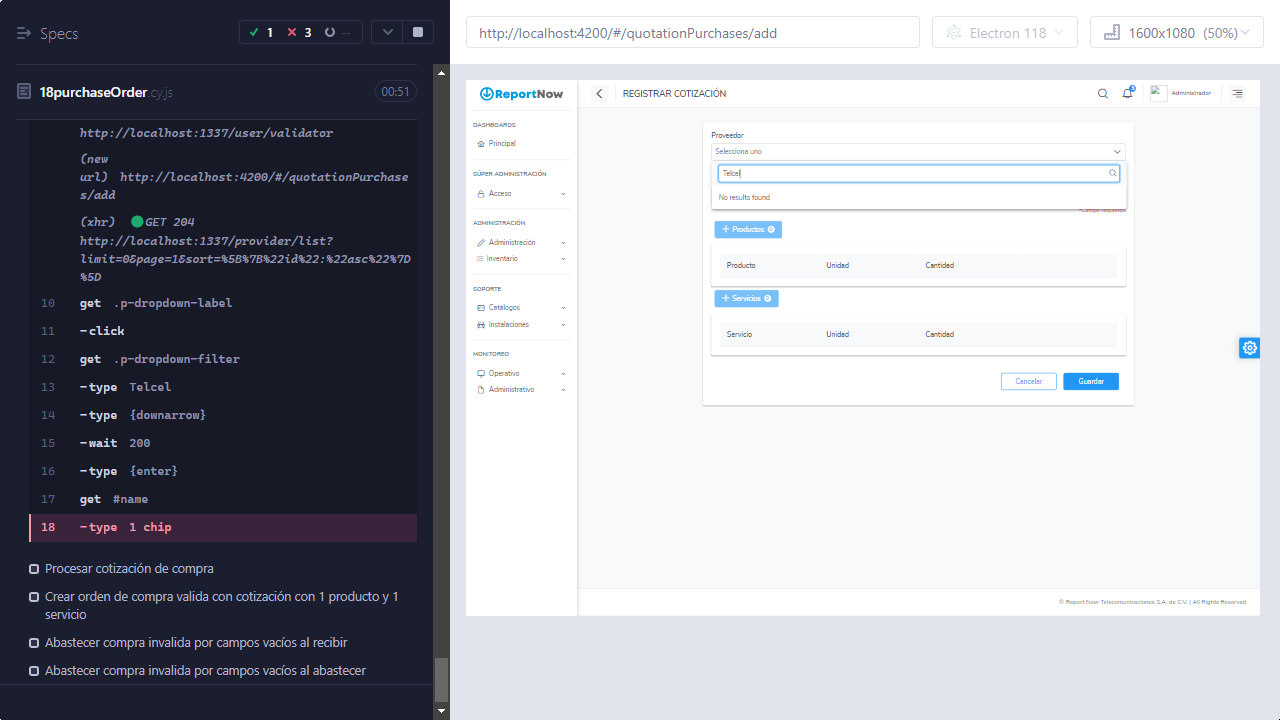 Specs
1
3
--
18purchaseOrder.cy.js
00:51
http://localhost:1337/user/validator
(new
url) http://localhost:4200/#/quotationPurchase
s/add
(xhr) GET 204
http://localhost:1337/provider/list?
limit=0&page=1&sort=%5B%7B%22id%22:%22asc%22%7D
%5D
10 get .p-dropdown-label
11 -click
12 get .p-dropdown-filter
13 -type Telcel
14 -type {downarrow}
15 -wait 200
16 -type {enter}
17 get #name
18 -type 1 chip
Procesar cotización de compra
Crear orden de compra valida con cotización con 1 producto y 1
servicio
Abastecer compra invalida por campos vacíos al recibir
Abastecer compra invalida por campos vacíos al abastecer
http://localhost:4200/#/quotationPurchases/add
Electron 118
1600x1080 (50%)
ReportNow
REGISTRAR COTIZACIÓN
Administrador
DASHBOARDS
Principal
SÚPER ADMINISTRACIÓN
Acceso
ADMINISTRACIÓN
Administración
Inventario
SOPORTE
Catálogos
Instalaciones
MONITOREO
Operativo
Administrativo
Proveedor
Selecciona uno
Telcel
No results found
Productos 0
Producto Unidad Cantidad
Servicios 0
Servicio Unidad Cantidad
Cancelar
Guardar
© Report Now Telecomunicaciones S.A. de C.V. | All Rights Reserved